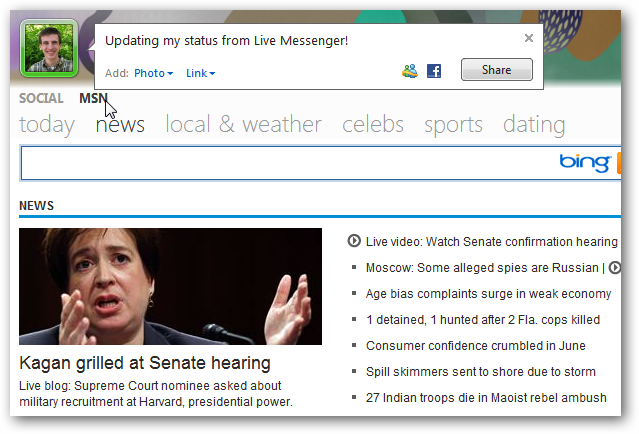 Updating my status from Live Messenger!
Add: Photo Link
Share
SOCIAL MSN
today news local & weather celebs sports dating
bing
NEWS
Kagan grilled at Senate hearing
Live blog: Supreme Court nominee asked about
military recruitment at Harvard, presidential power.
Live video: Watch Senate confirmation hearing
Moscow: Some alleged spies are Russian |
Age bias complaints surge in weak economy
1 detained, 1 hunted after 2 Fla. cops killed
Consumer confidence crumbled in June
Spill skimmers sent to shore due to storm
27 Indian troops die in Maoist rebel ambush